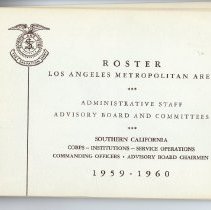 ROSTER
LOS ANGELES METROPOLITAN ARE
***
ADMINISTRATIVE STAFF
ADVISORY BOARD AND COMMITTEES
***
SOUTHERN CALIFORNIA
CORPS - INSTITUTIONS - SERVICE OPERATIONS
COMMANDING OFFICERS • ADVISORY BOARD CHAIRMEN
1959-1960